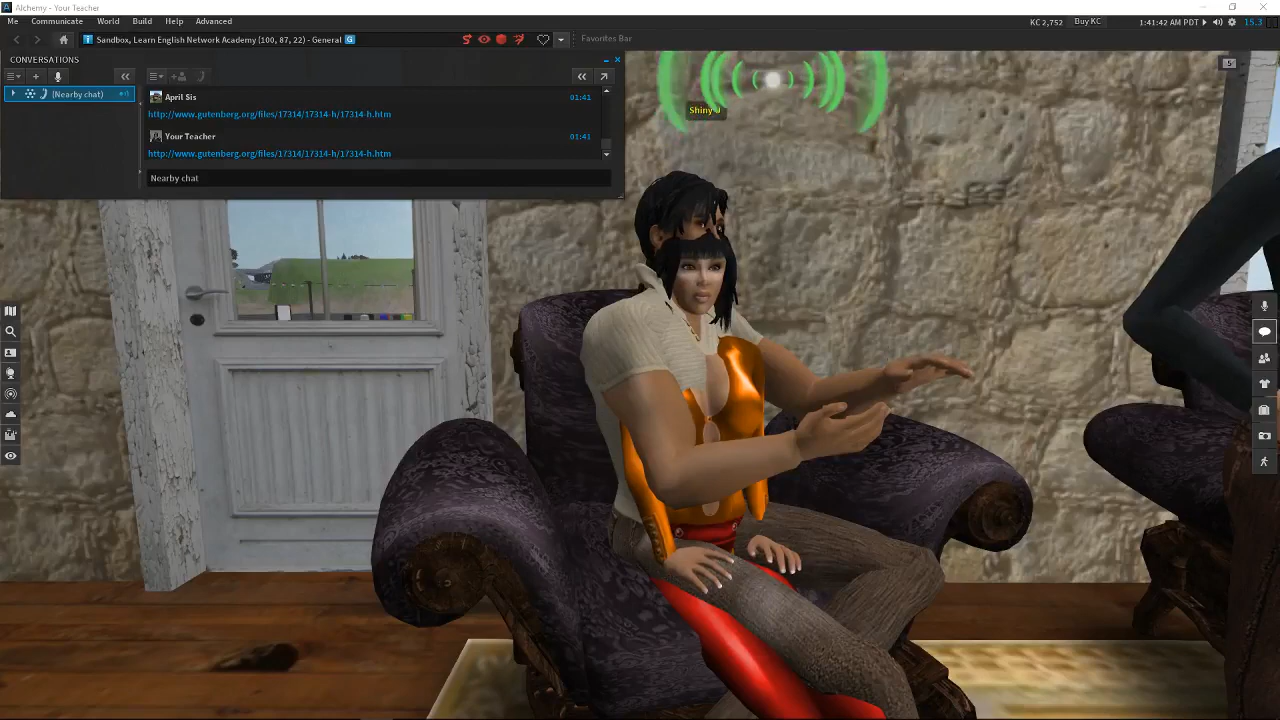 Alchemy - Your Teacher
Me Communicate World Build Help Advanced
KC 2,752 Buy KC 1:41:42 AM PDT 15.3
Sandbox, Learn English Network Academy (100, 87, 22) - General G
Favorites Bar
CONVERSATIONS
5
(Nearby chat)
April Sis 01:41
http://www.gutenberg.org/files/17314/17314-h/17314-h.htm
Your Teacher 01:41
http://www.gutenberg.org/files/17314/17314-h/17314-h.htm
Nearby chat
Shiny J